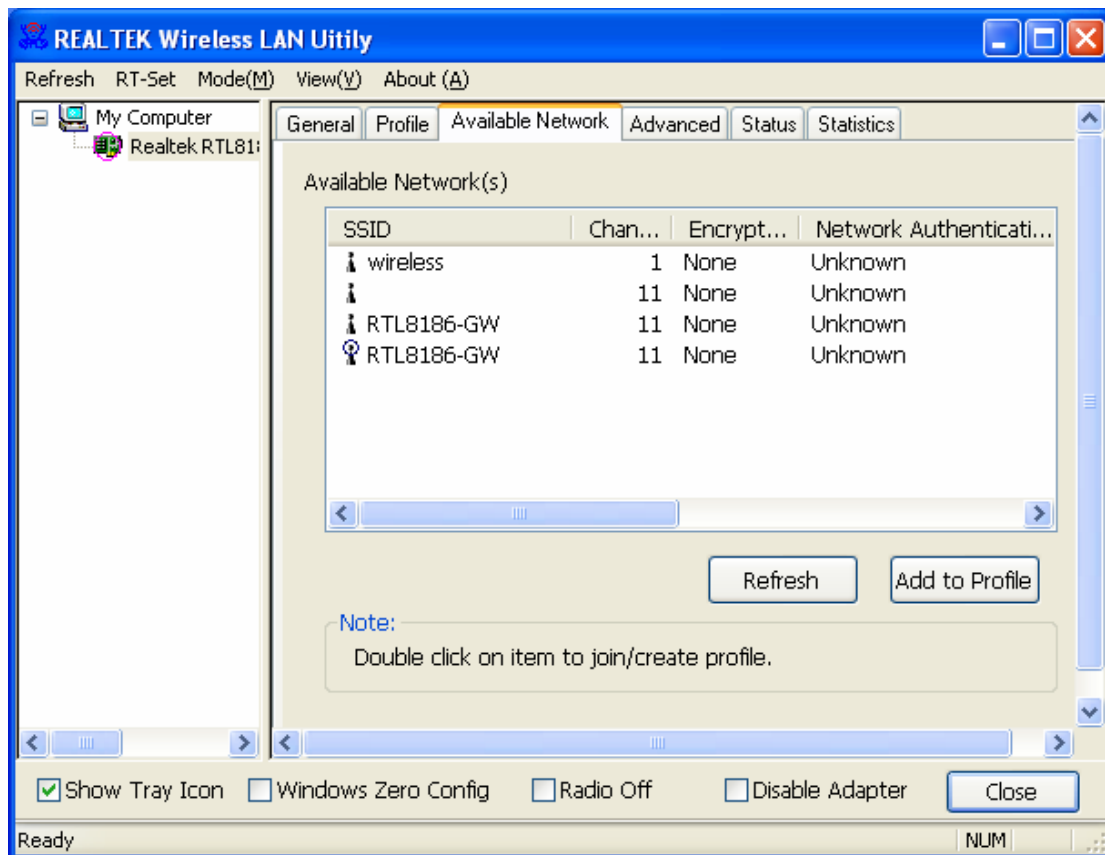 REALTEK Wireless LAN Uitily
Refresh RT-Set Mode(M) View(V) About (A)
My Computer
Realtek RTL81
General Profile Available Network Advanced Status Statistics
Available Network(s)
SSID Chan... Encrypt... Network Authenticati...
wireless 1 None Unknown
11 None Unknown
RTL8186-GW 11 None Unknown
RTL8186-GW 11 None Unknown
Refresh Add to Profile
Note:
Double click on item to join/create profile.
Show Tray Icon Windows Zero Config Radio Off Disable Adapter Close
Ready NUM